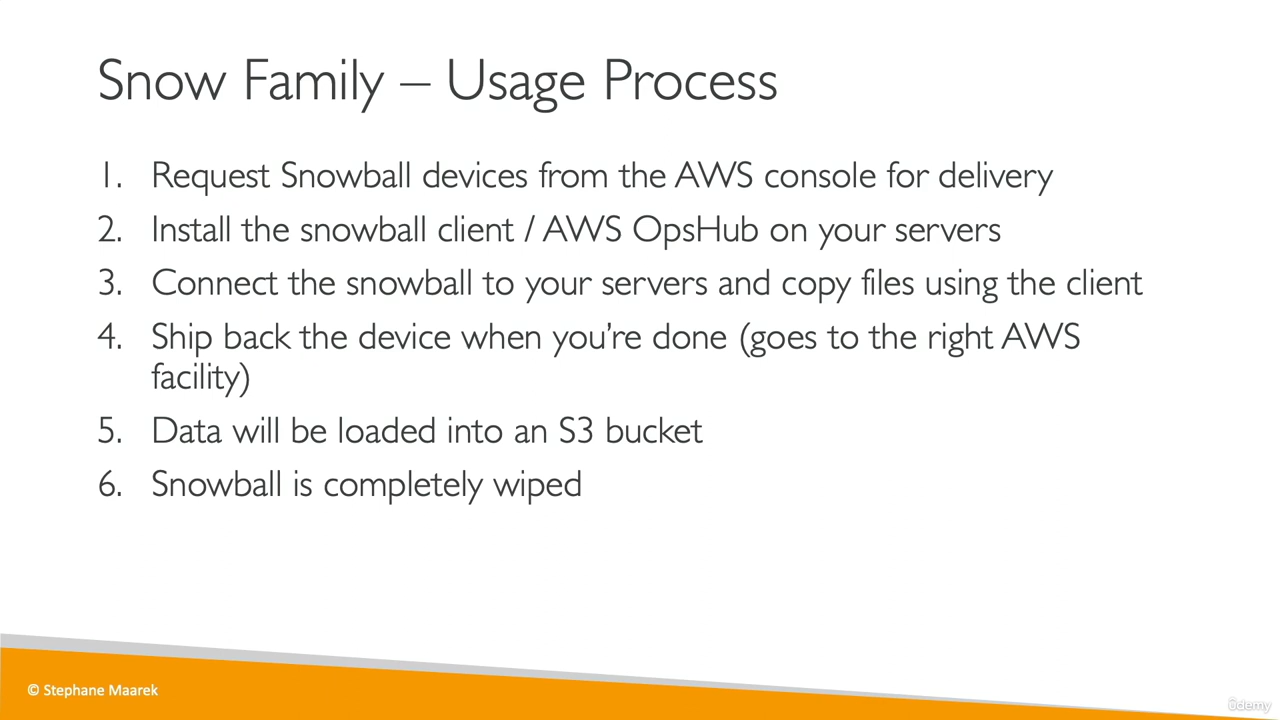 Snow Family – Usage Process
1. Request Snowball devices from the AWS console for delivery
2. Install the snowball client / AWS OpsHub on your servers
3. Connect the snowball to your servers and copy files using the client
4. Ship back the device when you’re done (goes to the right AWS
facility)
5. Data will be loaded into an S3 bucket
6. Snowball is completely wiped
© Stephane Maarek
ûdemy